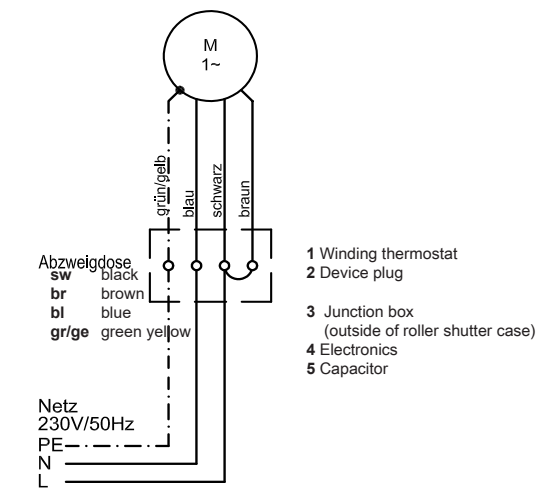 M
1~
grün/gelb
blau
schwarz
braun
Abzweigdose
sw black
br brown
bl blue
gr/ge green yellow
1 Winding thermostat
2 Device plug
3 Junction box
(outside of roller shutter case)
4 Electronics
5 Capacitor
Netz
230V/50Hz
PE
N
L